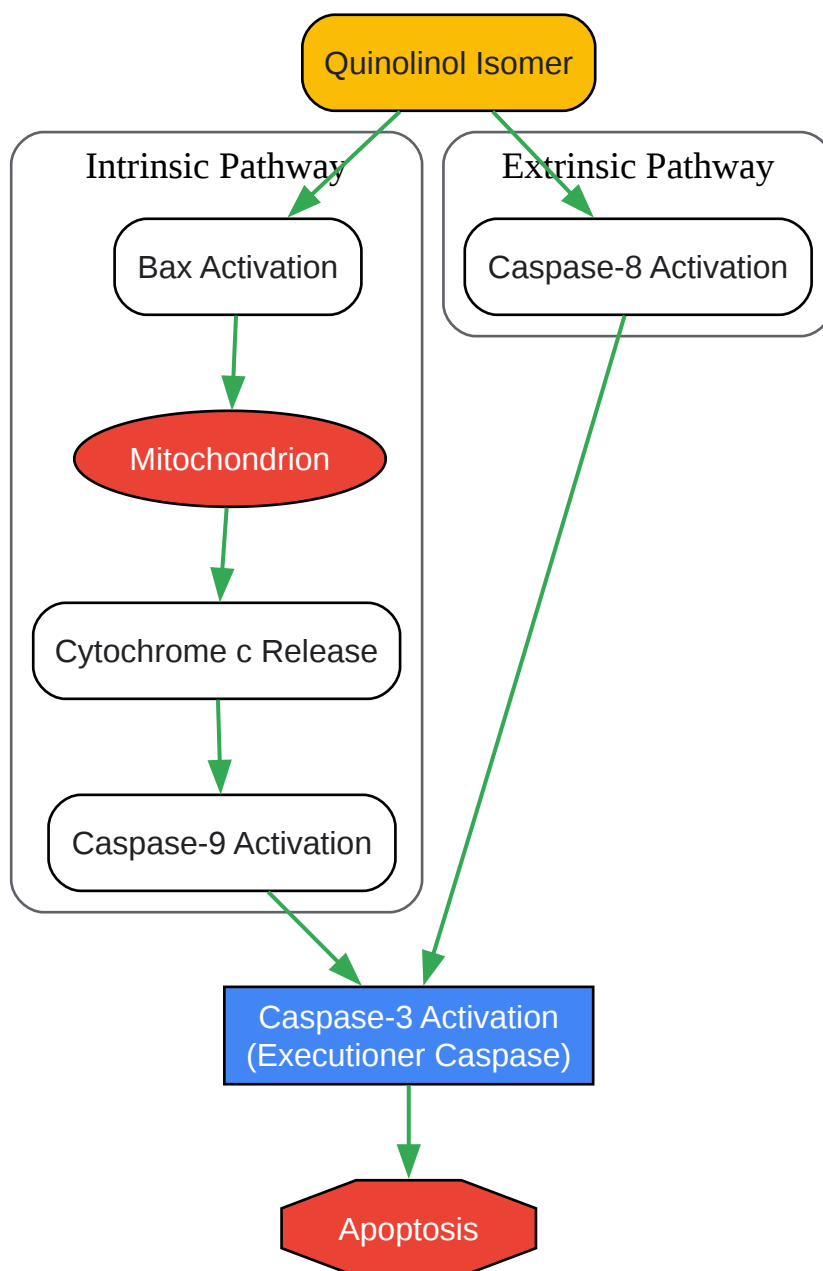 Quinolinol Isomer
Intrinsic Pathway
Extrinsic Pathway
Bax Activation
Caspase-8 Activation
Mitochondrion
Cytochrome c Release
Caspase-9 Activation
Caspase-3 Activation
(Executioner Caspase)
Apoptosis